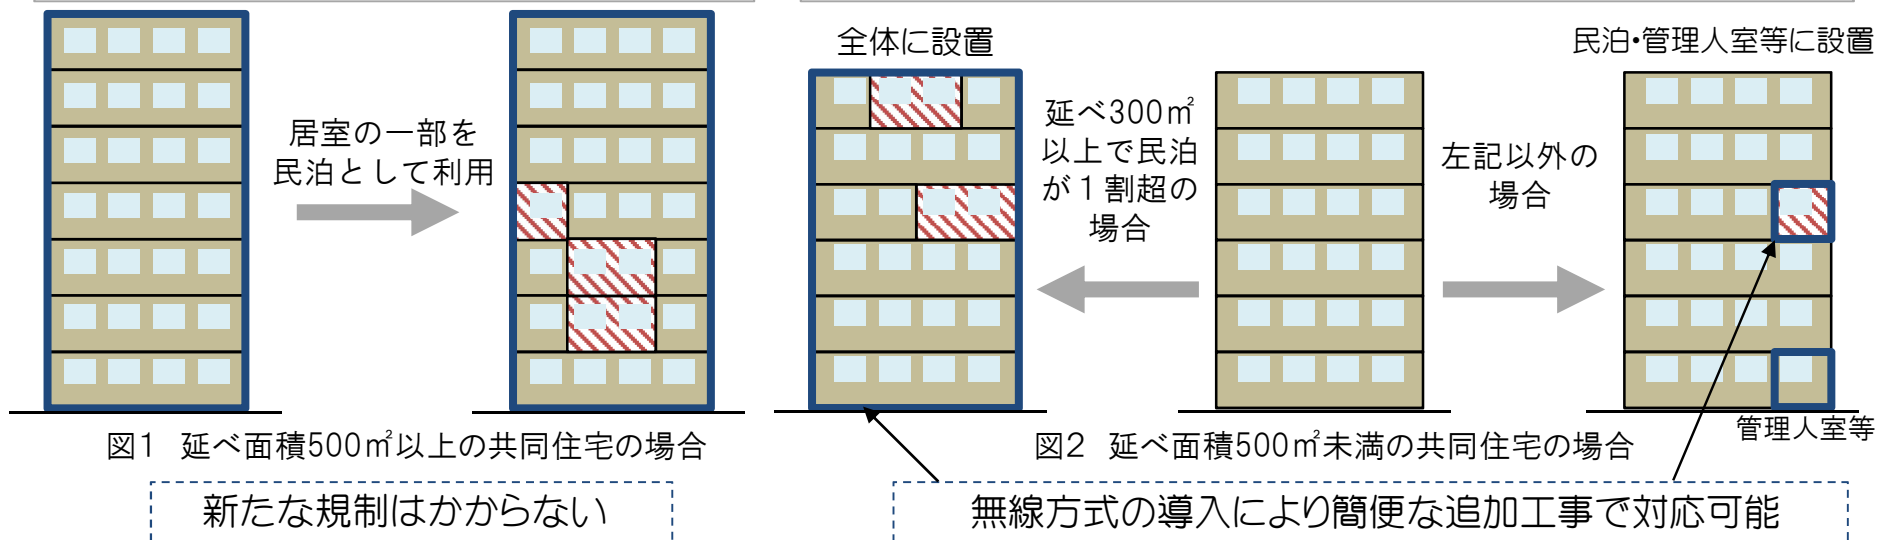 居室の一部を
民泊として利用
図1 延べ面積500㎡以上の共同住宅の場合
新たな規制はかからない
全体に設置
延べ300㎡
以上で民泊
が1割超の
場合
左記以外の
場合
民泊・管理人室等に設置
管理人室等
図2 延べ面積500㎡未満の共同住宅の場合
無線方式の導入により簡便な追加工事で対応可能